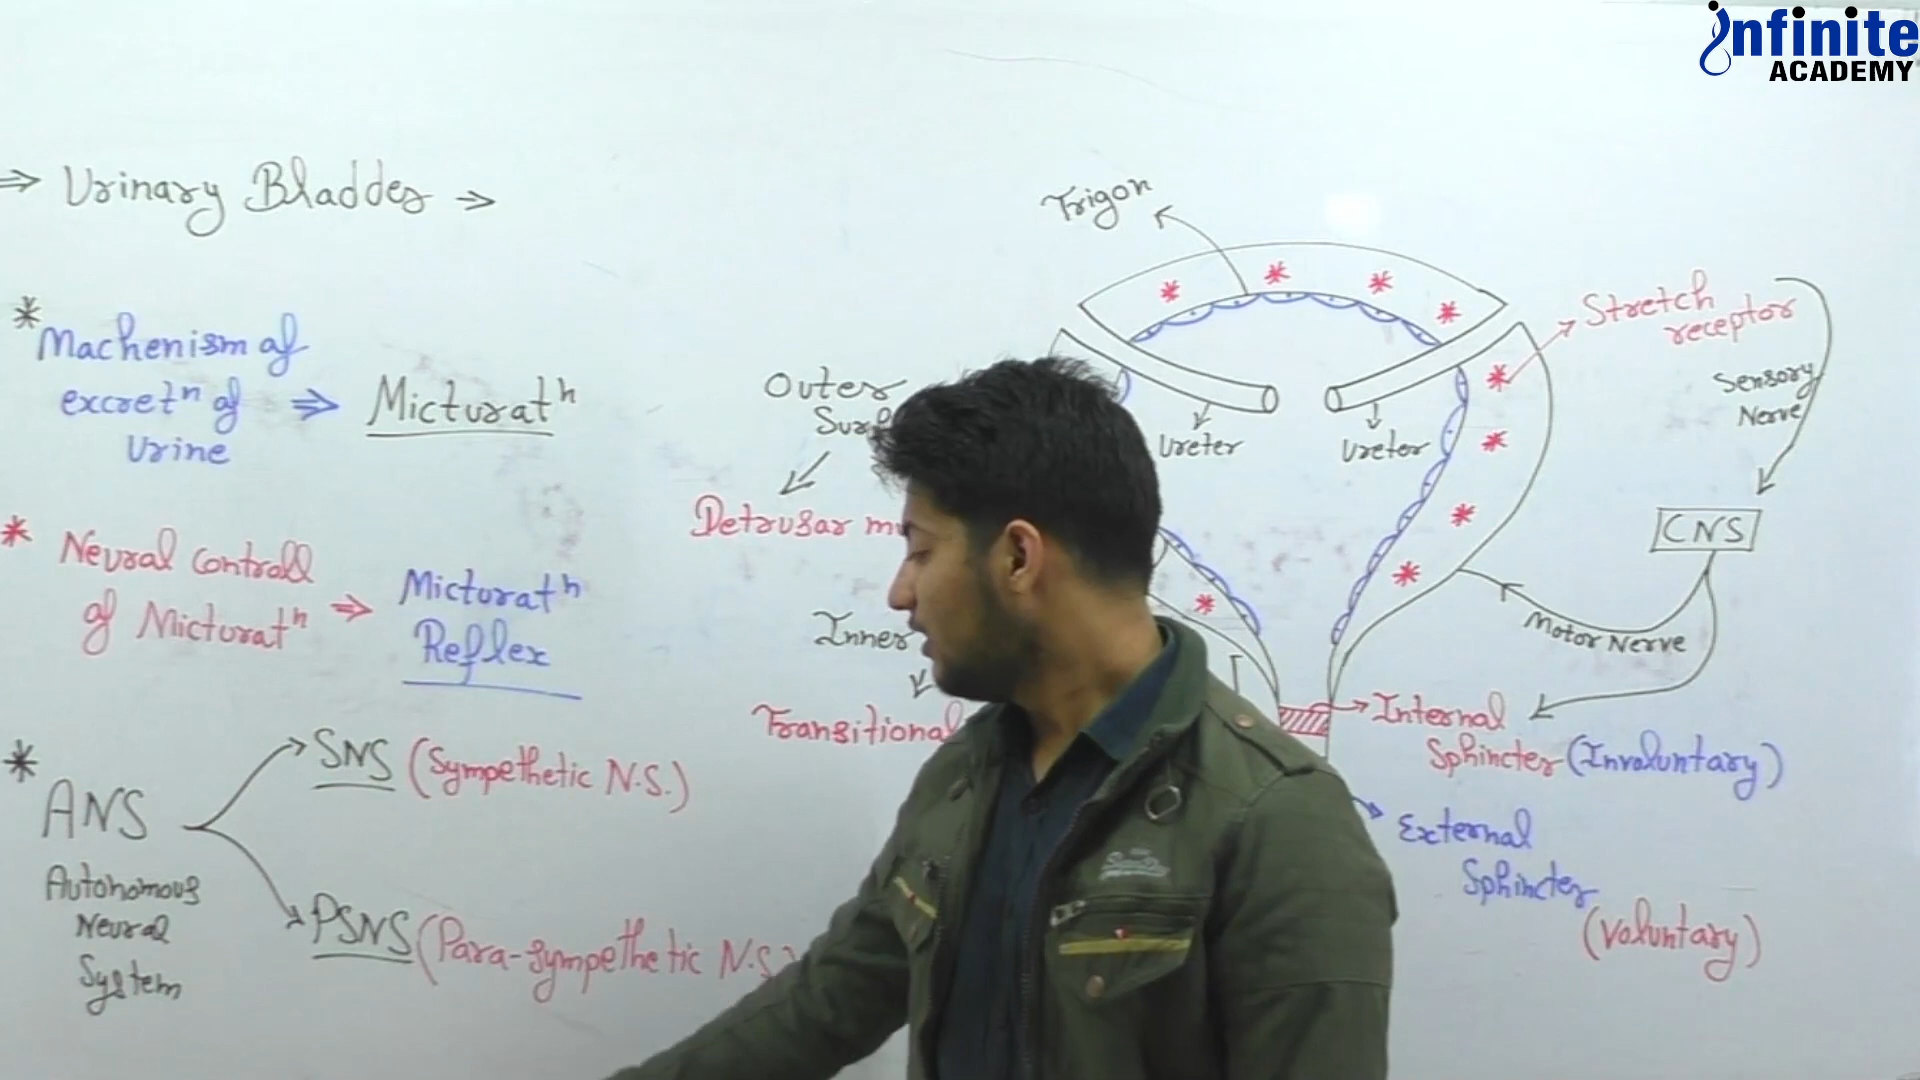 infinite
ACADEMY
⇒ Urinary Bladder →
* Machenism of
excretⁿ of ⇒ Micturatⁿ
Urine
* Neural Controll
of Micturatⁿ ⇒ Micturatⁿ
Reflex
* ANS
Autonomous
Neural
System
SNS (Sympethetic N.S.)
PSNS (Para-sympethetic N.S.)
Trigon
Outer
Detrusar
Inner
Transitional
Ureter
Ureter
Stretch
receptor
Sensory
Nerve
CNS
Motor Nerve
Internal
Sphincter (Involuntary)
External
Sphincter
(Voluntary)